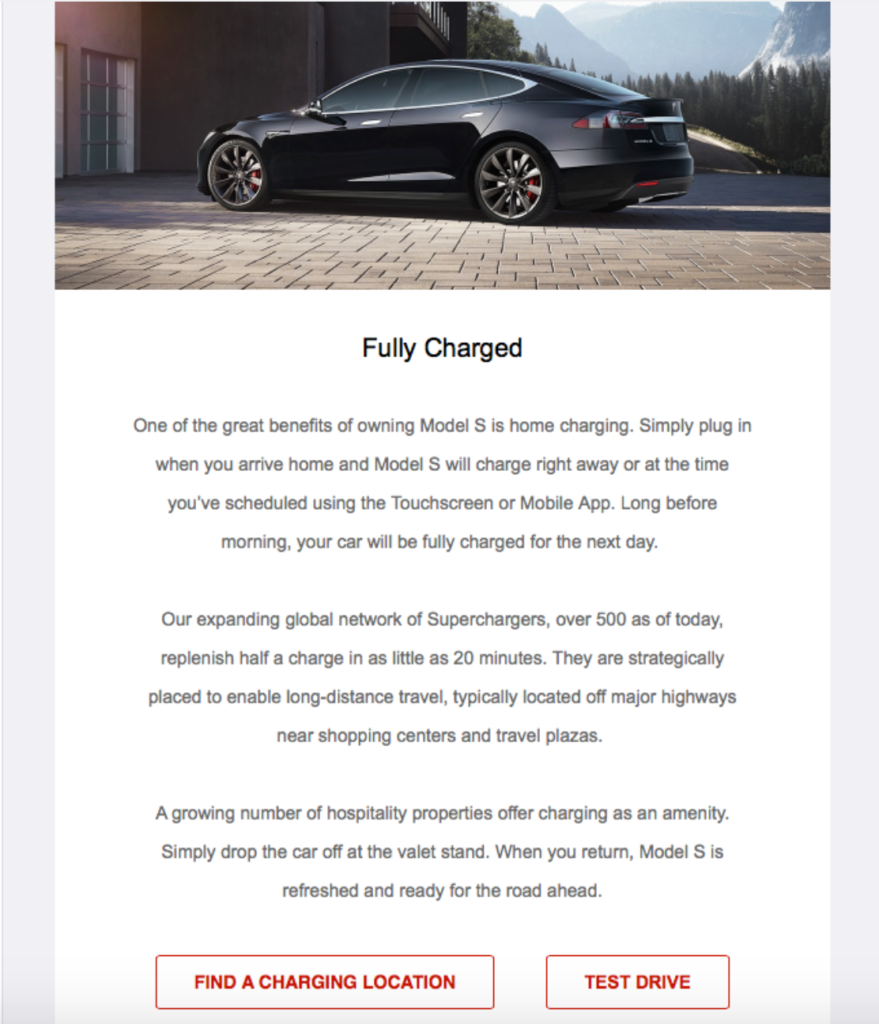 Fully Charged
One of the great benefits of owning Model S is home charging. Simply plug in
when you arrive home and Model S will charge right away or at the time
you've scheduled using the Touchscreen or Mobile App. Long before
morning, your car will be fully charged for the next day.
Our expanding global network of Superchargers, over 500 as of today,
replenish half a charge in as little as 20 minutes. They are strategically
placed to enable long-distance travel, typically located off major highways
near shopping centers and travel plazas.
A growing number of hospitality properties offer charging as an amenity.
Simply drop the car off at the valet stand. When you return, Model S is
refreshed and ready for the road ahead.
FIND A CHARGING LOCATION
TEST DRIVE